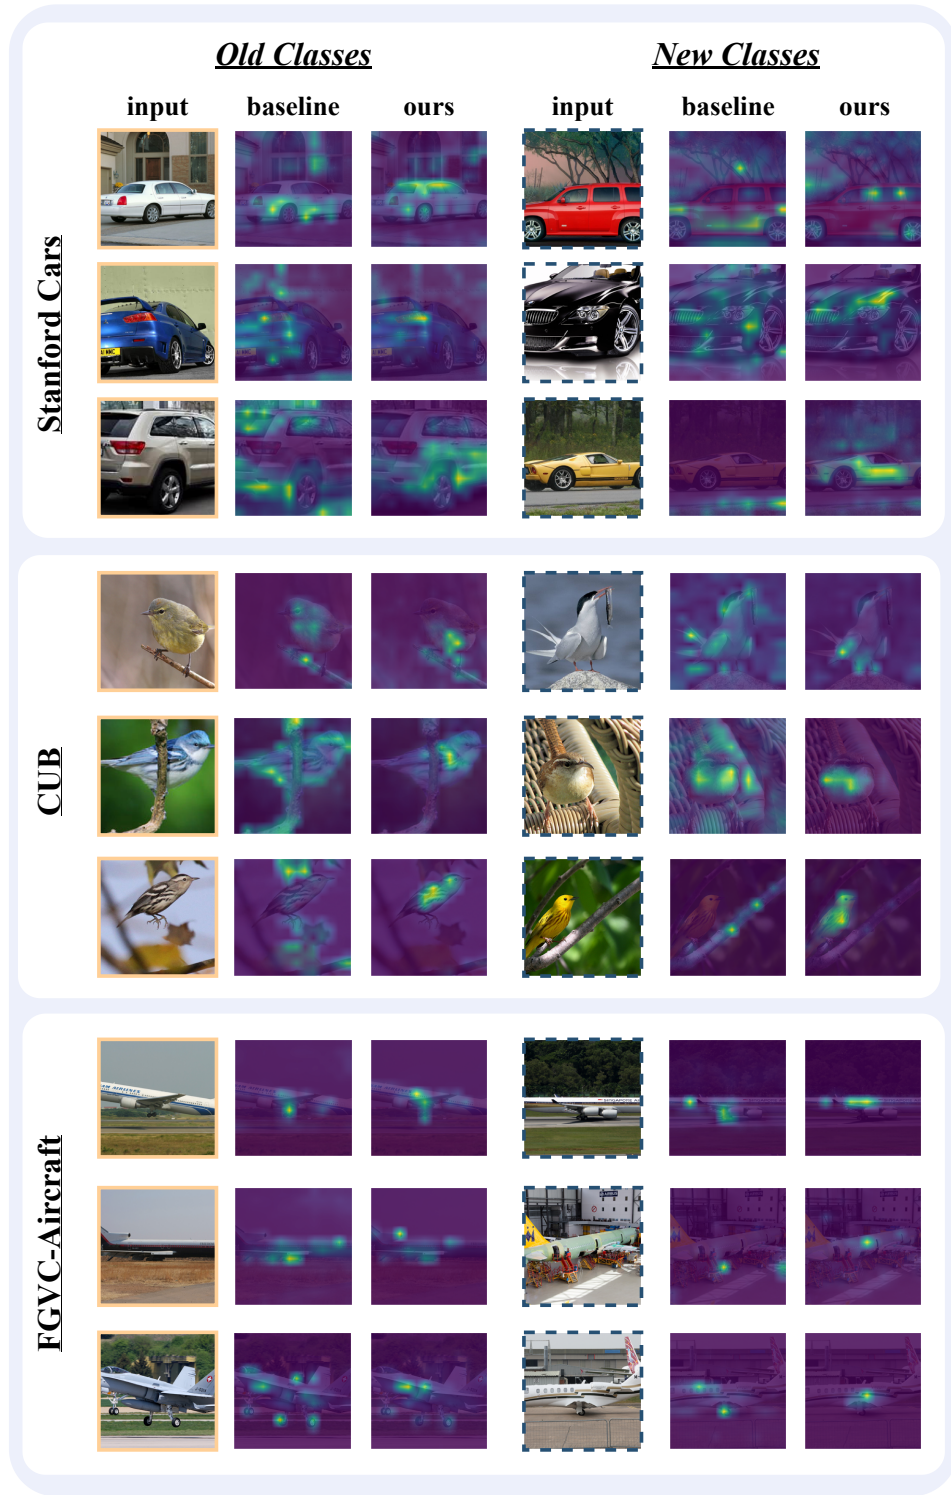 Old Classes New Classes
input baseline ours input baseline ours
Stanford Cars
CUB
FGVC-Aircraft